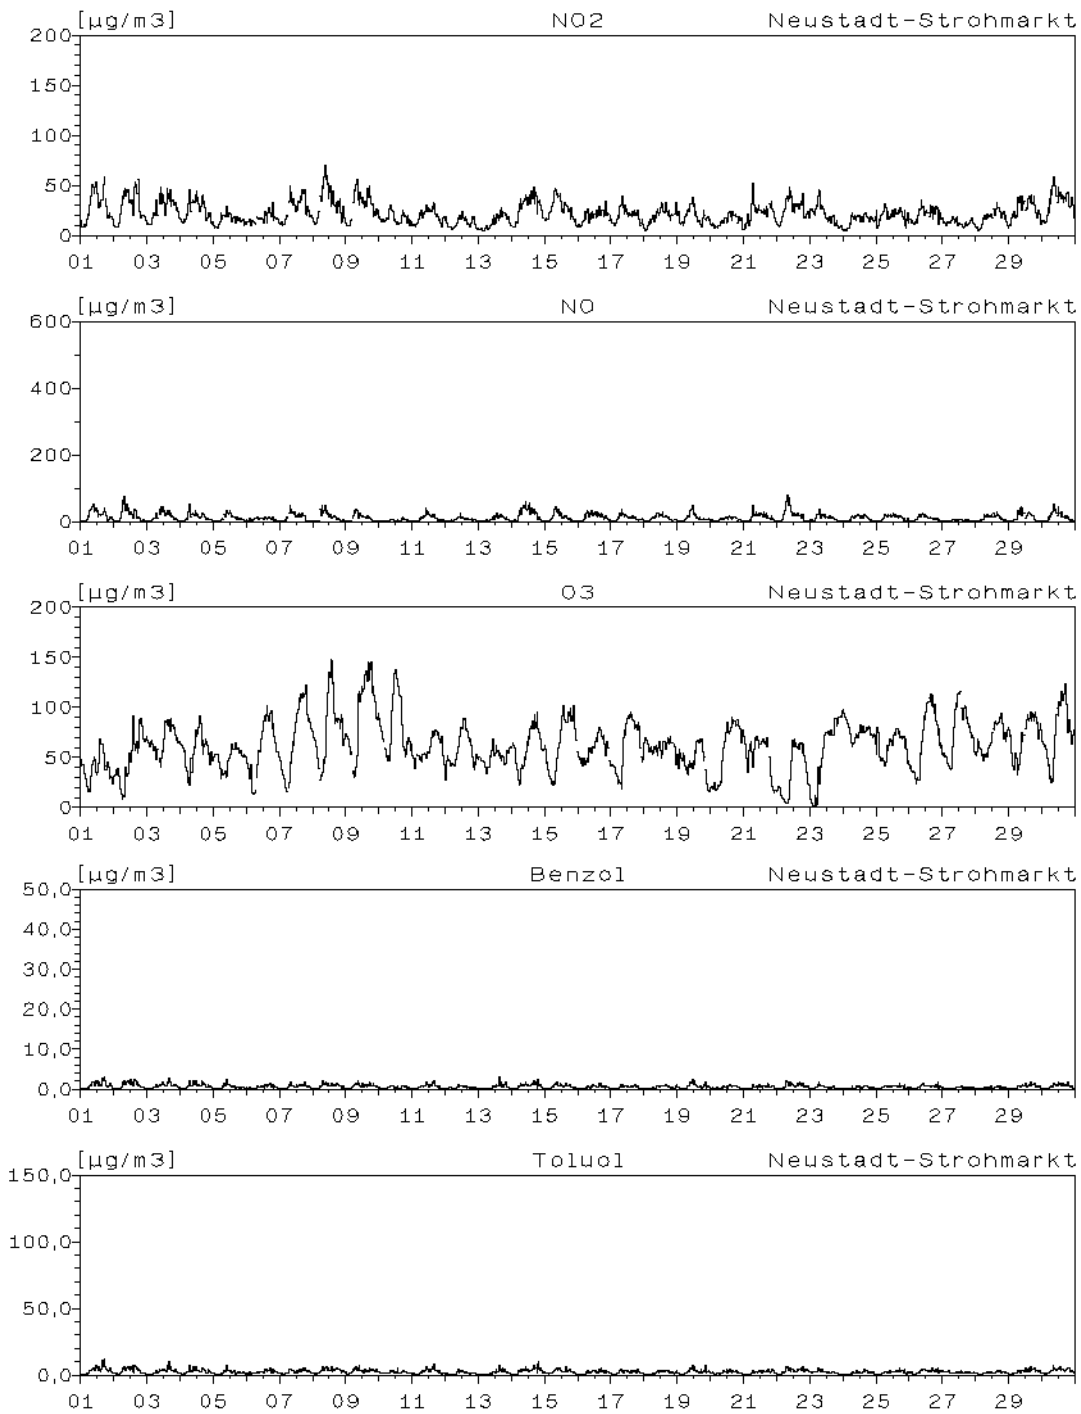 [µg/m3] NO2 Neustadt-Strohmarkt
200
150
100
50
0
01 03 05 07 09 11 13 15 17 19 21 23 25 27 29
[µg/m3] NO Neustadt-Strohmarkt
600
400
200
0
01 03 05 07 09 11 13 15 17 19 21 23 25 27 29
[µg/m3] O3 Neustadt-Strohmarkt
200
150
100
50
0
01 03 05 07 09 11 13 15 17 19 21 23 25 27 29
[µg/m3] Benzol Neustadt-Strohmarkt
50,0
40,0
30,0
20,0
10,0
0,0
01 03 05 07 09 11 13 15 17 19 21 23 25 27 29
[µg/m3] Toluol Neustadt-Strohmarkt
150,0
100,0
50,0
0,0
01 03 05 07 09 11 13 15 17 19 21 23 25 27 29